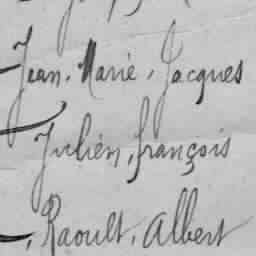 Jean, Marie, Jacques
Julien, françois
, Raoult, Albert